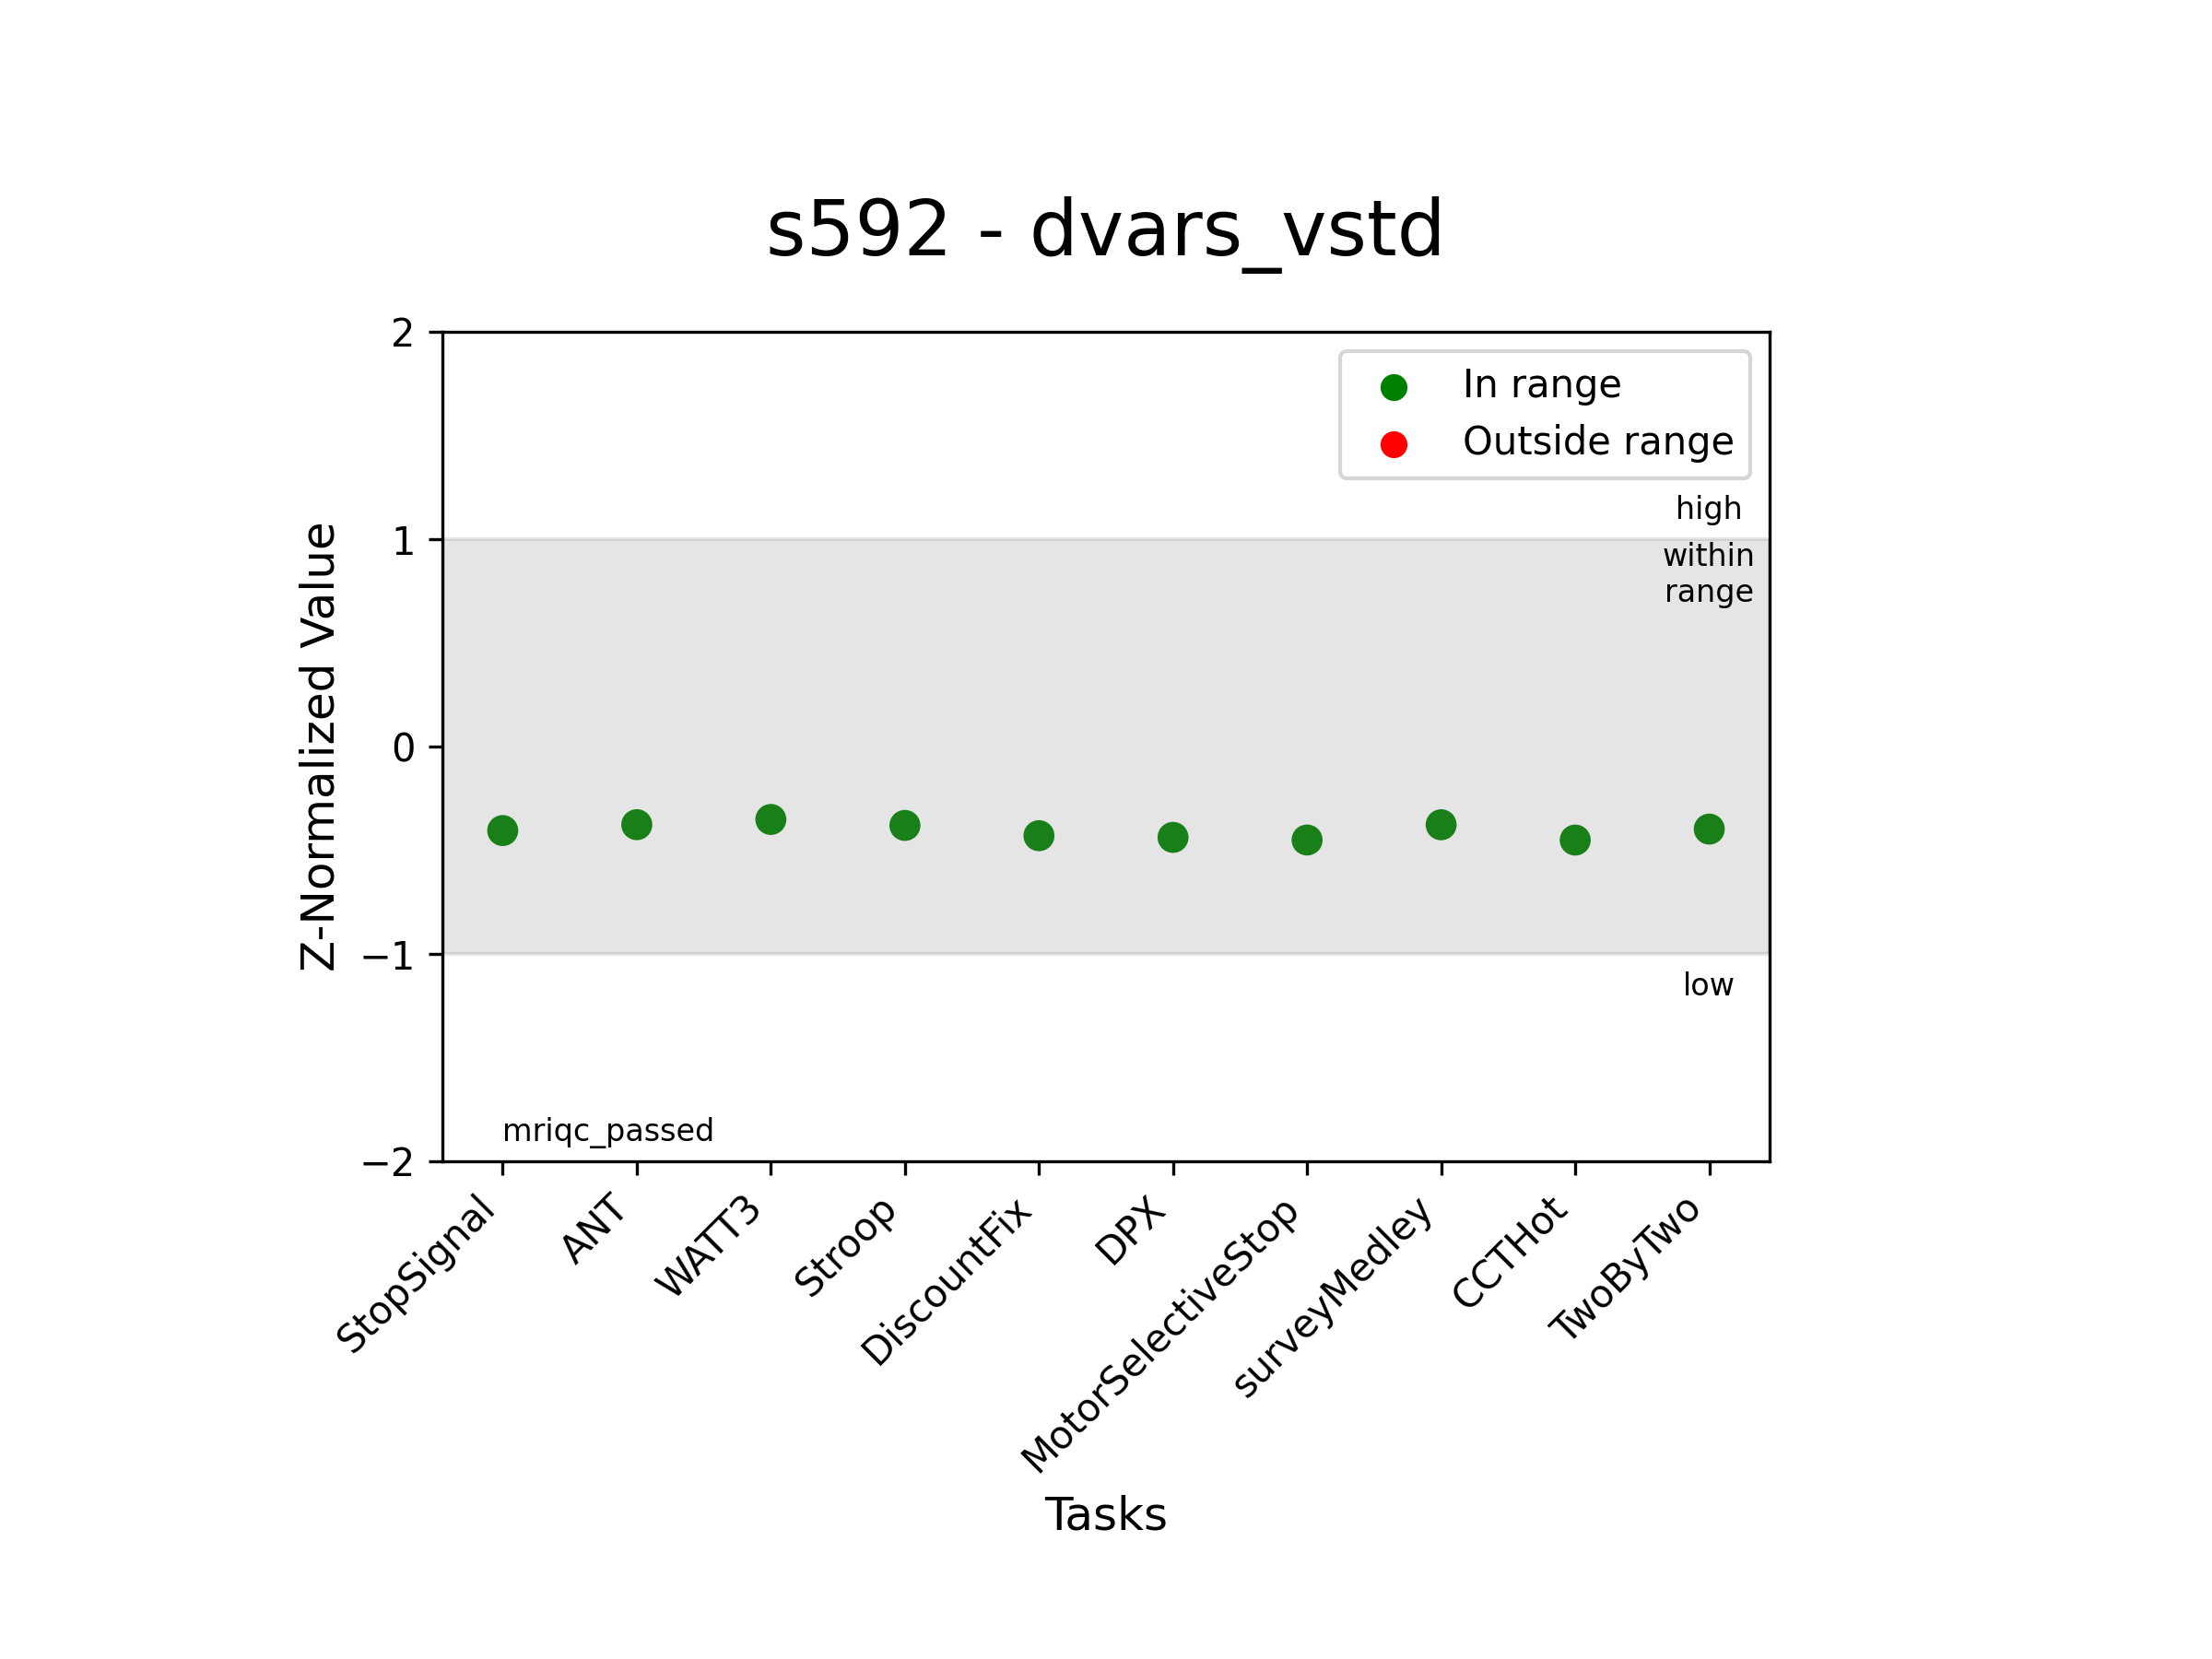 s592 - dvars_vstd
2
In range
Outside range
high
1
within
range
Z-Normalized Value
0
−1
low
mriqc_passed
−2
StopSignal
ANT
WATT3
Stroop
DiscountFix
DPX
MotorSelectiveStop
surveyMedley
CCTHot
TwoByTwo
Tasks